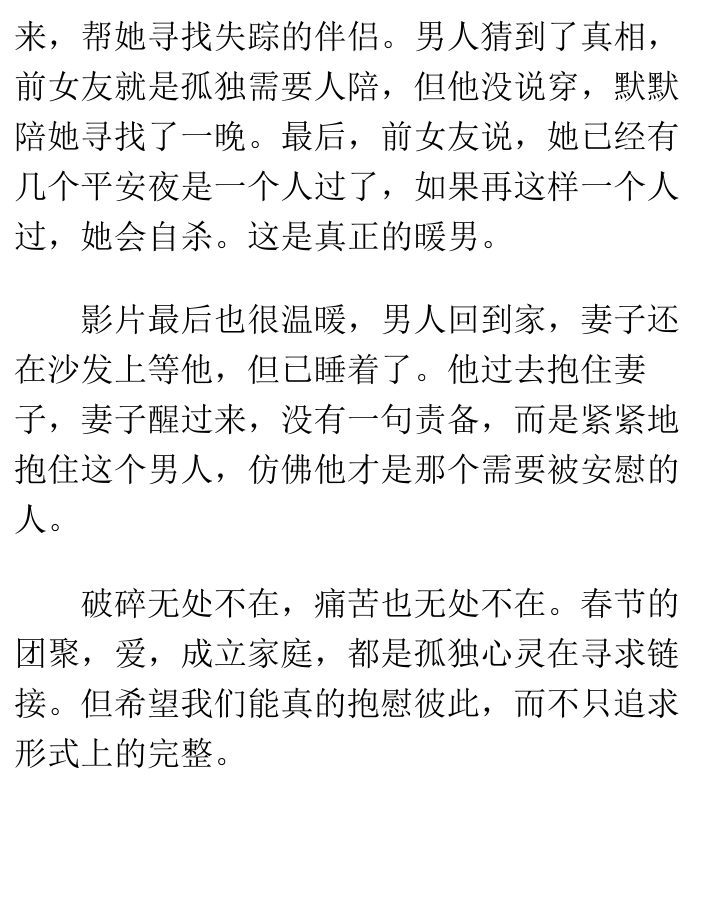 来，帮她寻找失踪的伴侣。男人猜到了真相，
前女友就是孤独需要人陪，但他没说穿，默默
陪她寻找了一晚。最后，前女友说，她已经有
几个平安夜是一个人过了，如果再这样一个人
过，她会自杀。这是真正的暖男。
影片最后也很温暖，男人回到家，妻子还
在沙发上等他，但已睡着了。他过去抱住妻
子，妻子醒过来，没有一句责备，而是紧紧地
抱住这个男人，仿佛他才是那个需要被安慰的
人。
破碎无处不在，痛苦也无处不在。春节的
团聚，爱，成立家庭，都是孤独心灵在寻求链
接。但希望我们能真的抱慰彼此，而不只追求
形式上的完整。